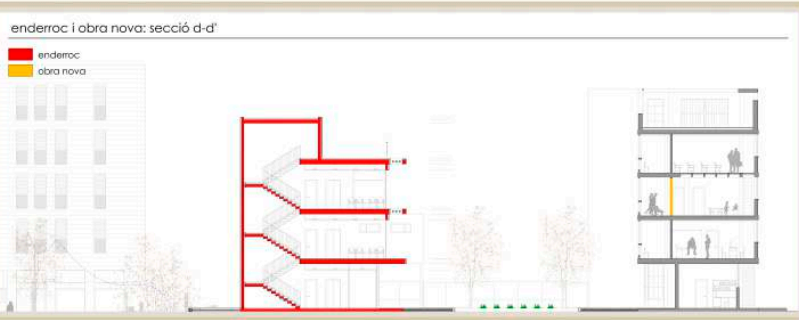 enderroc i obra nova: secció d-d'
enderroc
obra nova